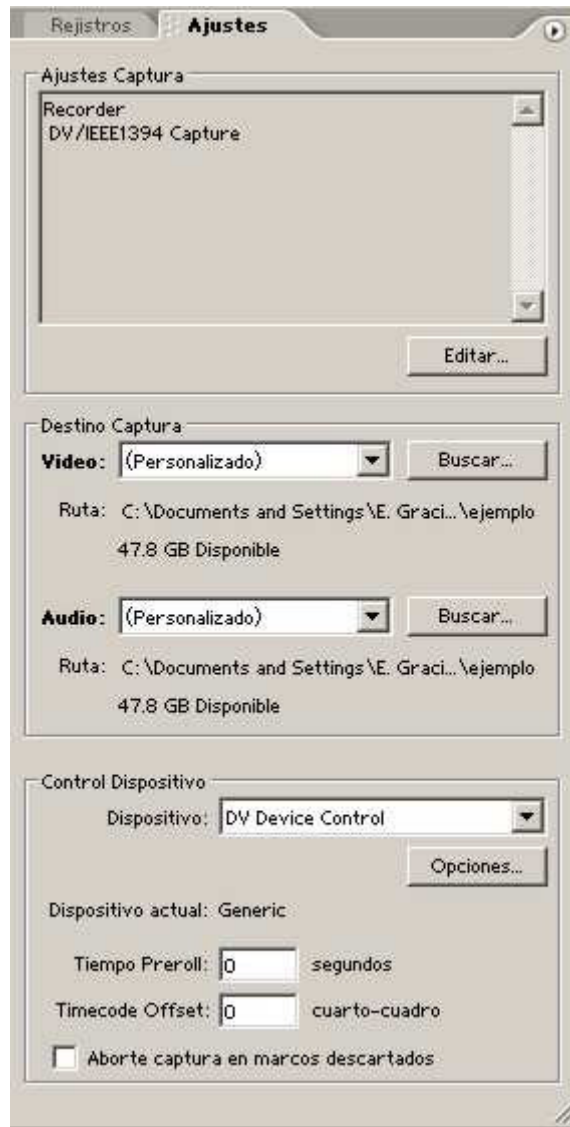 Rejistros Ajustes
Ajustes Captura
Recorder
DV/IEEE1394 Capture
Editar...
Destino Captura
Video: (Personalizado) Buscar...
Ruta: C:\Documents and Settings\E. Graci...\ejemplo
47.8 GB Disponible
Audio: (Personalizado) Buscar...
Ruta: C:\Documents and Settings\E. Graci...\ejemplo
47.8 GB Disponible
Control Dispositivo
Dispositivo: DV Device Control
Opciones...
Dispositivo actual: Generic
Tiempo Preroll: 0 segundos
Timecode Offset: 0 cuarto-cuadro
Aborte captura en marcos descartados